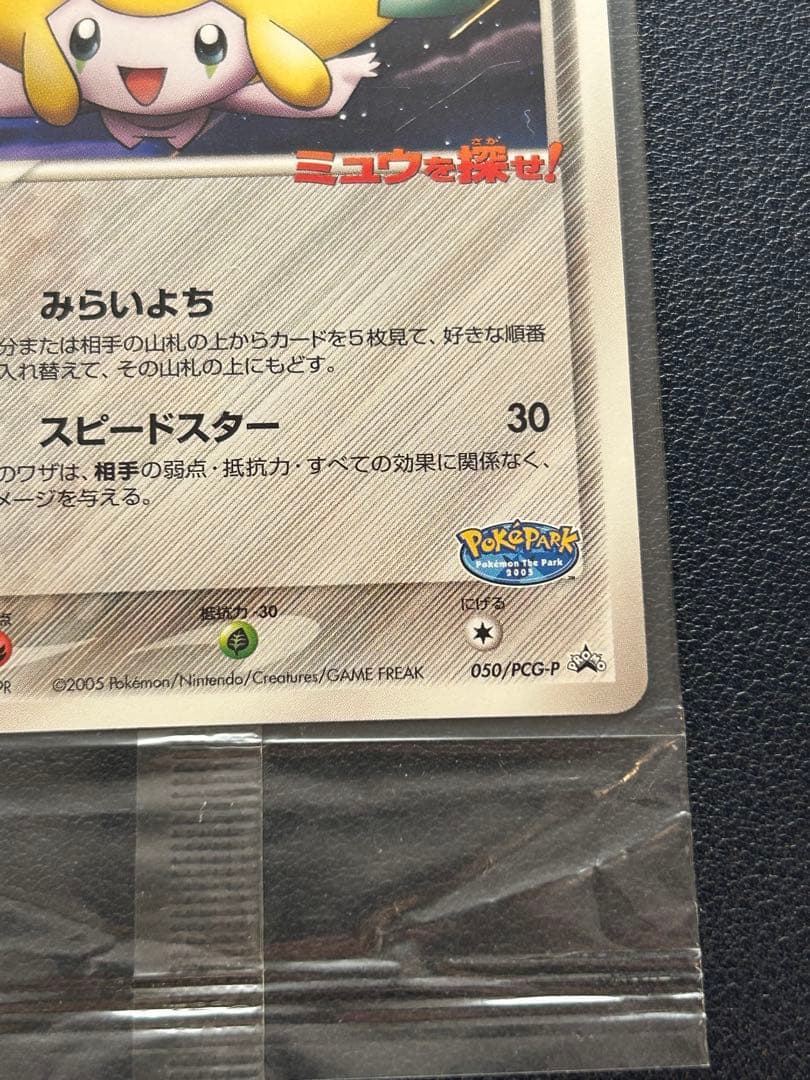 ミュウを探せ!
さが
みらいよち
分または相手の山札の上からカードを5枚見て、好きな順番
入れ替えて、その山札の上にもどす。
スピードスター 30
のワザは、相手の弱点・抵抗力・すべての効果に関係なく、
メージを与える。
POKéPARK
Pokémon The Park
2005
™
点 抵抗力 -30 にげる
PR ©2005 Pokémon/Nintendo/Creatures/GAME FREAK 050/PCG-P